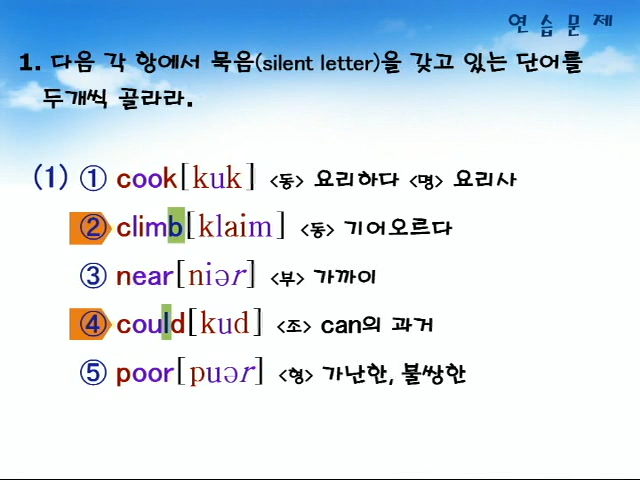 연습문제
1. 다음 각 항에서 묵음(silent letter)을 갖고 있는 단어를
두개씩 골라라.
(1) ① cook[kuk] <동> 요리하다 <명> 요리사
② climb[klaim] <동> 기어오르다
③ near[niər] <부> 가까이
④ could[kud] <조> can의 과거
⑤ poor[puər] <형> 가난한, 불쌍한